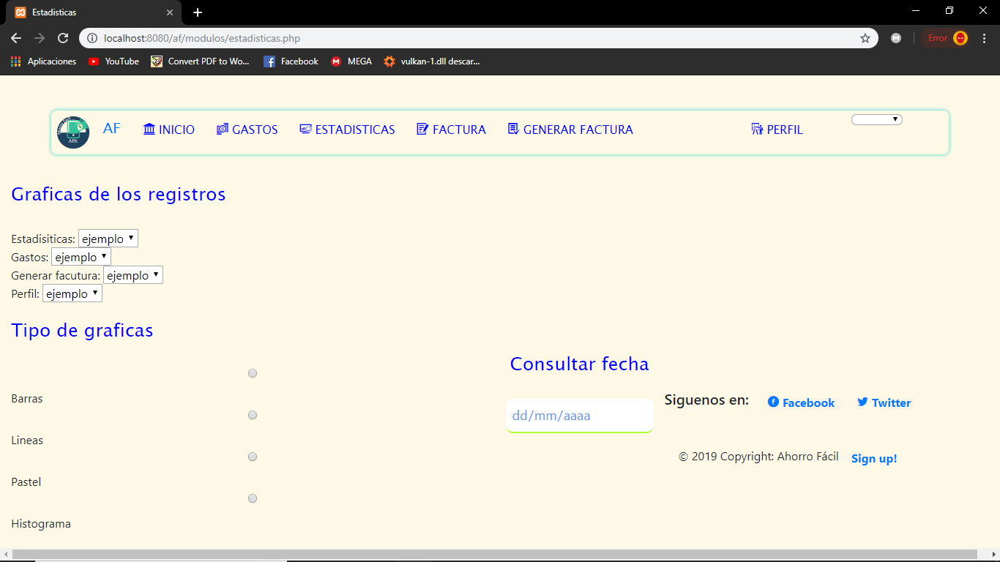 Estadisticas
localhost:8080/af/modulos/estadisticas.php
Error
Aplicaciones YouTube Convert PDF to Wo... Facebook MEGA vulkan-1.dll descar...
AF INICIO GASTOS ESTADISTICAS FACTURA GENERAR FACTURA PERFIL
AFA
Graficas de los registros
Estadisiticas: ejemplo
Gastos: ejemplo
Generar facutura: ejemplo
Perfil: ejemplo
Tipo de graficas
Barras
Lineas
Pastel
Histograma
Consultar fecha
dd/mm/aaaa
Siguenos en: Facebook Twitter
© 2019 Copyright: Ahorro Fácil Sign up!